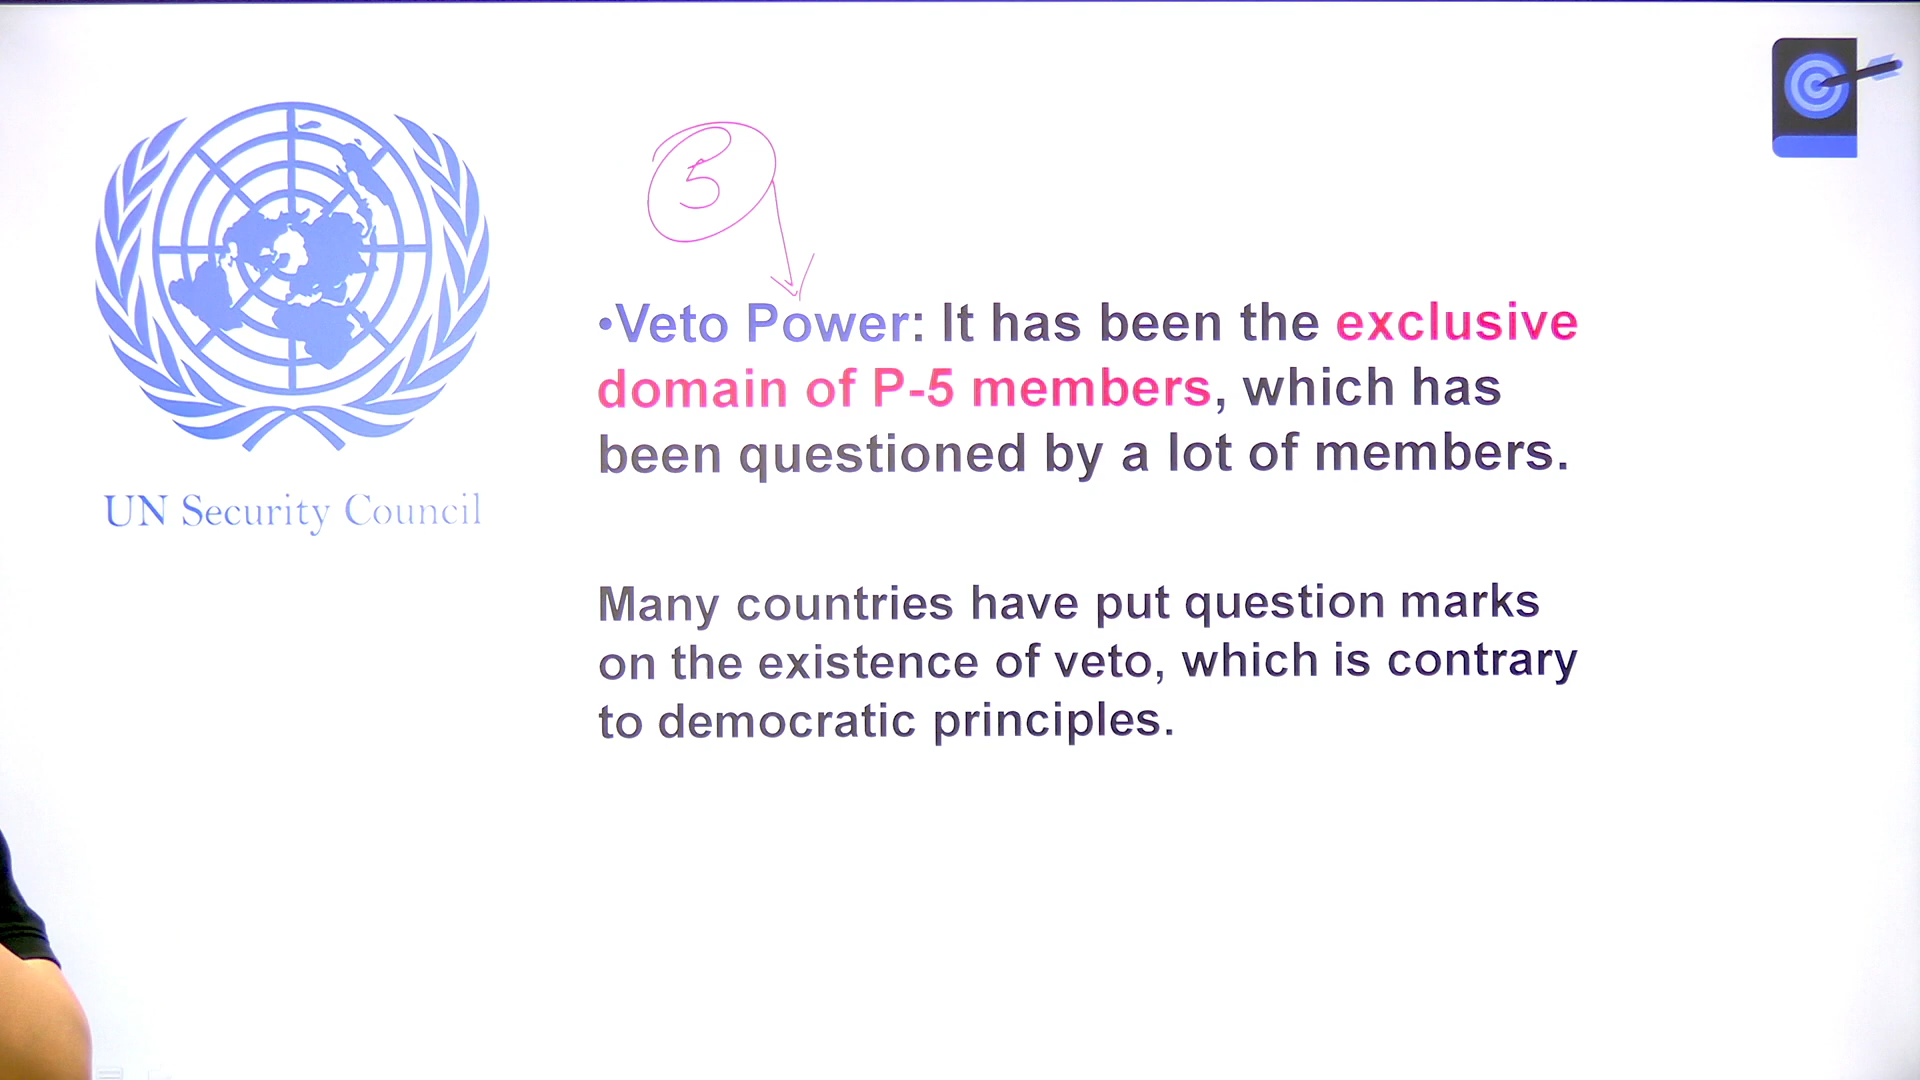 5
•Veto Power: It has been the exclusive
domain of P-5 members, which has
been questioned by a lot of members.
UN Security Council
Many countries have put question marks
on the existence of veto, which is contrary
to democratic principles.